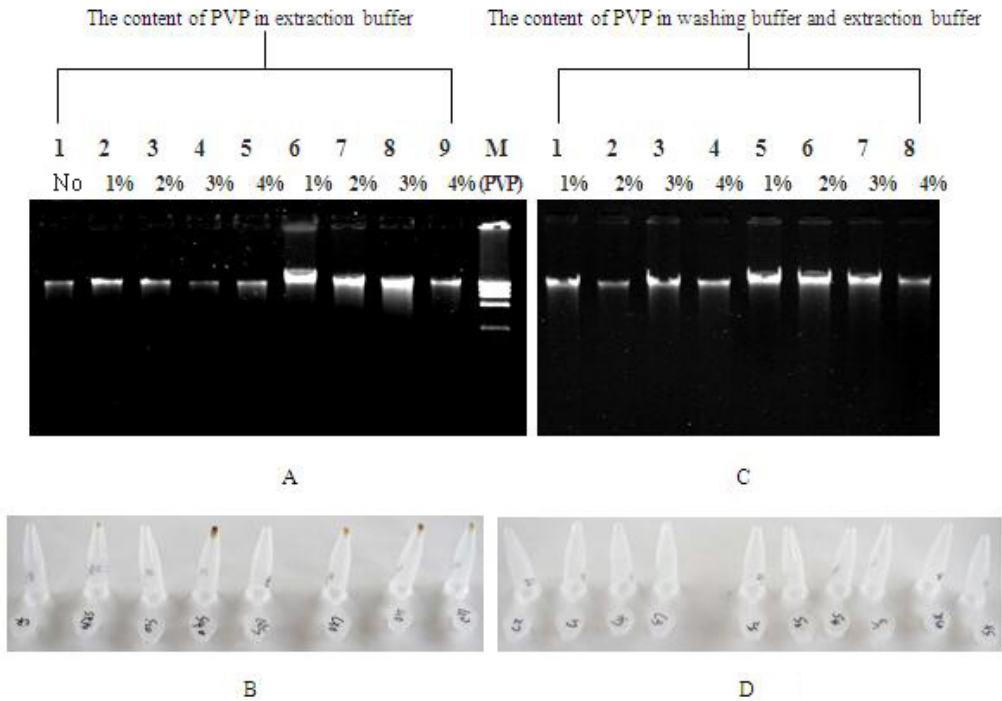 The content of PVP in extraction buffer
The content of PVP in washing buffer and extraction buffer
1 2 3 4 5 6 7 8 9 M
No 1% 2% 3% 4% 1% 2% 3% 4% (PVP)
1 2 3 4 5 6 7 8
1% 2% 3% 4% 1% 2% 3% 4%
A
C
B
D